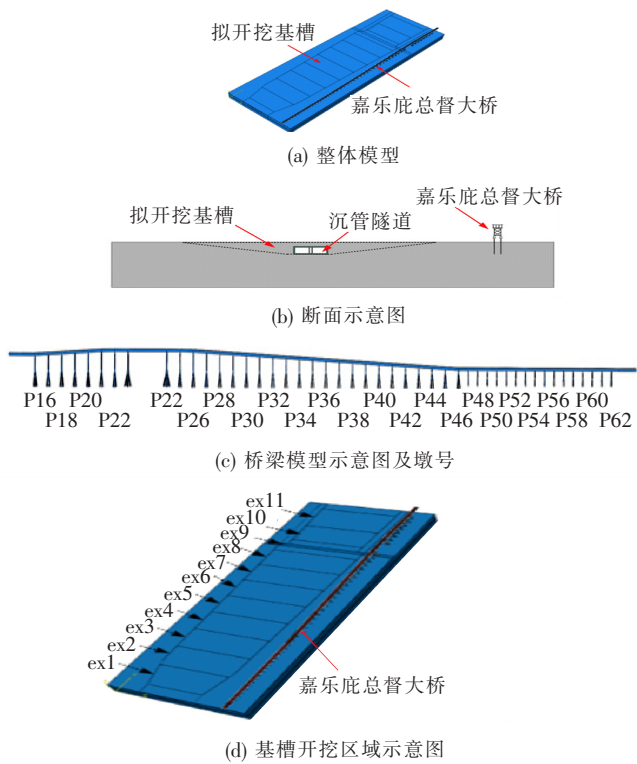 拟开挖基槽
嘉乐庇总督大桥
(a) 整体模型
嘉乐庇总督大桥
拟开挖基槽
沉管隧道
(b) 断面示意图
P16 P20 P22 P28 P32 P36 P40 P44 P48 P52 P56 P60
P18 P22 P26 P30 P34 P38 P42 P46 P50 P54 P58 P62
(c) 桥梁模型示意图及墩号
ex11
ex10
ex9
ex8
ex7
ex6
ex5
ex4
ex3
ex2
ex1
嘉乐庇总督大桥
(d) 基槽开挖区域示意图